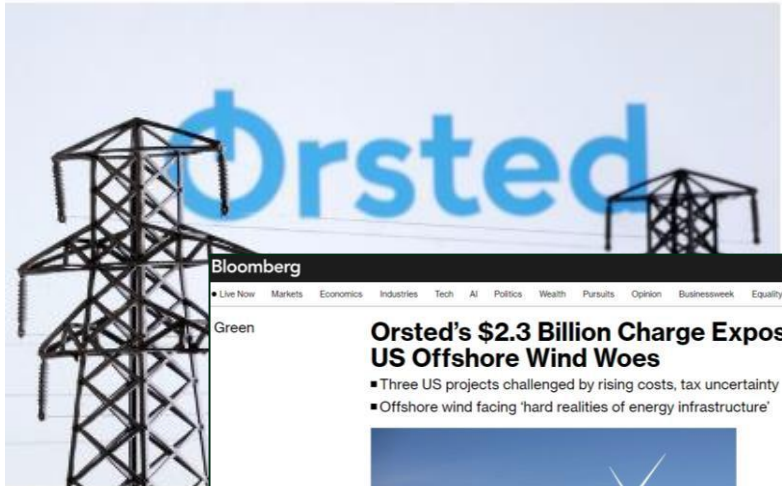 Ørsted
Bloomberg
Live Now Markets Economics Industries Tech AI Politics Wealth Pursuits Opinion Businessweek Equality
Green
Orsted's $2.3 Billion Charge Expos
US Offshore Wind Woes
Three US projects challenged by rising costs, tax uncertainty
Offshore wind facing 'hard realities of energy infrastructure'